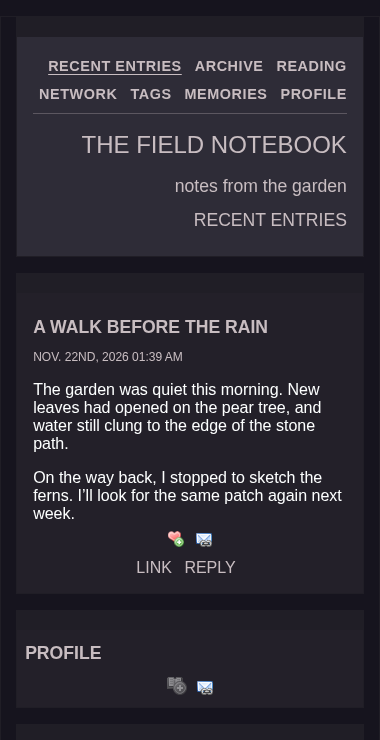 RECENT ENTRIES ARCHIVE READING
NETWORK TAGS MEMORIES PROFILE
THE FIELD NOTEBOOK
notes from the garden
RECENT ENTRIES
A WALK BEFORE THE RAIN
NOV. 22ND, 2026 01:39 AM
The garden was quiet this morning. New
leaves had opened on the pear tree, and
water still clung to the edge of the stone
path.
On the way back, I stopped to sketch the
ferns. I’ll look for the same patch again next
week.
LINK REPLY
PROFILE